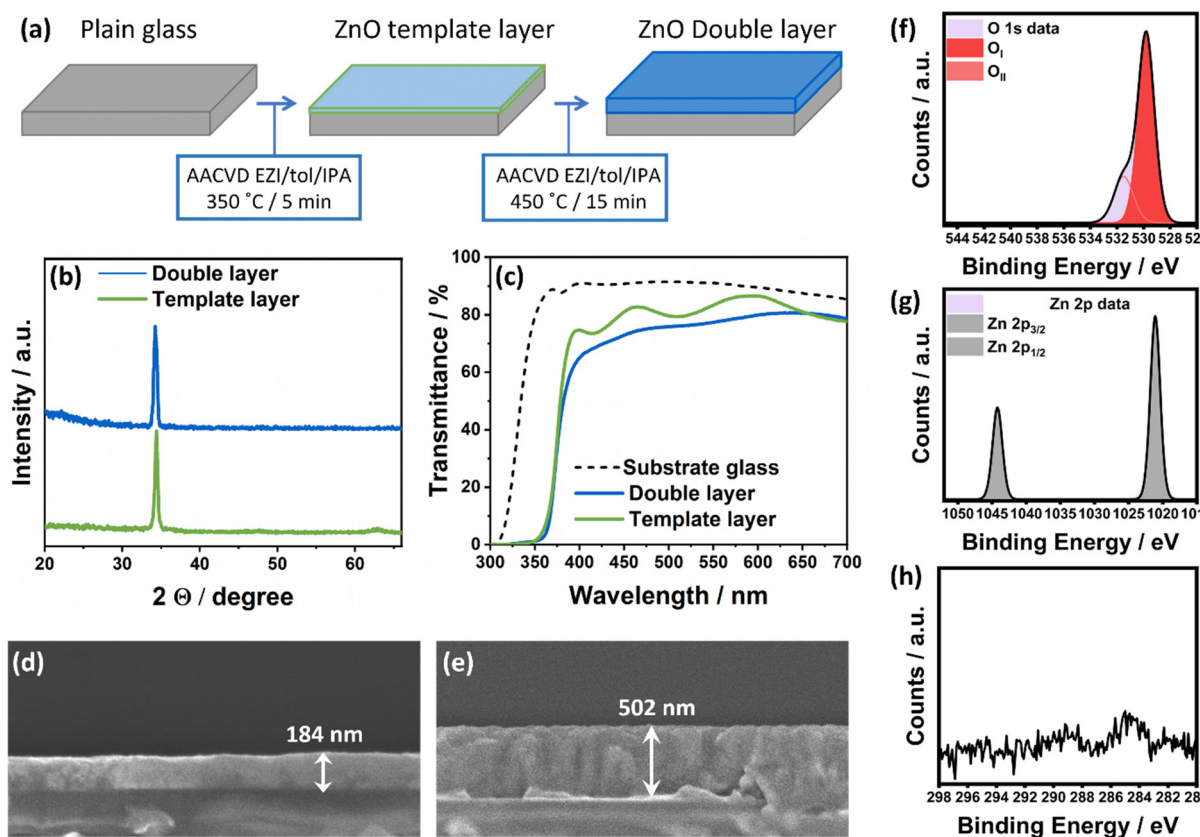 (a)
Plain glass
ZnO template layer
ZnO Double layer
AACVD EZI/tol/IPA
350 °C / 5 min
AACVD EZI/tol/IPA
450 °C / 15 min
(b)
Double layer
Template layer
Intensity / a.u.
20 30 40 50 60
2 Θ / degree
(c)
Transmittance / %
100
80
60
40
20
0
Substrate glass
Double layer
Template layer
300 350 400 450 500 550 600 650 700
Wavelength / nm
(d)
184 nm
(e)
502 nm
(f)
O 1s data
O_I
O_II
Counts / a.u.
544 542 540 538 536 534 532 530 528 52
Binding Energy / eV
(g)
Zn 2p data
Zn 2p3/2
Zn 2p1/2
Counts / a.u.
1050 1045 1040 1035 1030 1025 1020 101
Binding Energy / eV
(h)
Counts / a.u.
298 296 294 292 290 288 286 284 282 28
Binding Energy / eV